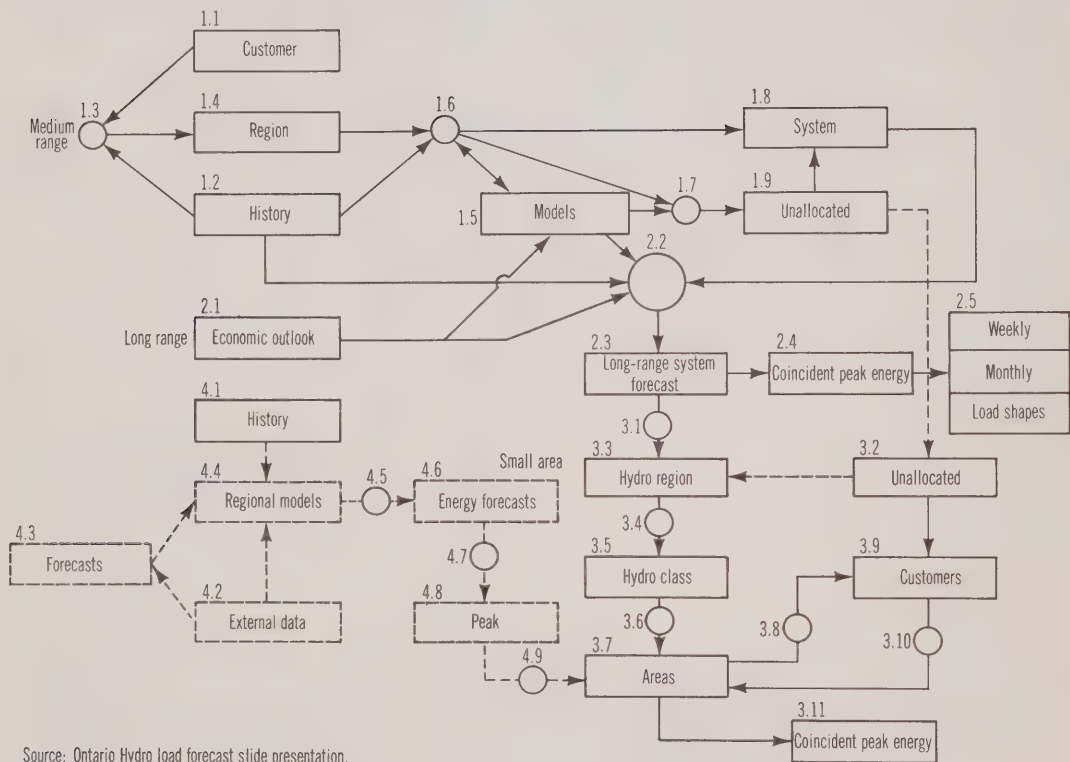 1.1
Customer
1.3
Medium
range
1.4
Region
1.6
1.8
System
1.2
History
1.5
Models
1.7
1.9
Unallocated
2.2
2.1
Long range
Economic outlook
2.3
Long-range system
forecast
2.4
Coincident peak energy
2.5
Weekly
Monthly
Load shapes
4.1
History
3.1
4.4
Regional models
4.5
4.6
Small area
Energy forecasts
3.3
Hydro region
3.2
Unallocated
4.3
Forecasts
4.7
3.4
3.5
Hydro class
3.9
Customers
4.2
External data
4.8
Peak
3.6
3.8
3.10
4.9
3.7
Areas
3.11
Coincident peak energy
Source: Ontario Hydro load forecast slide presentation.